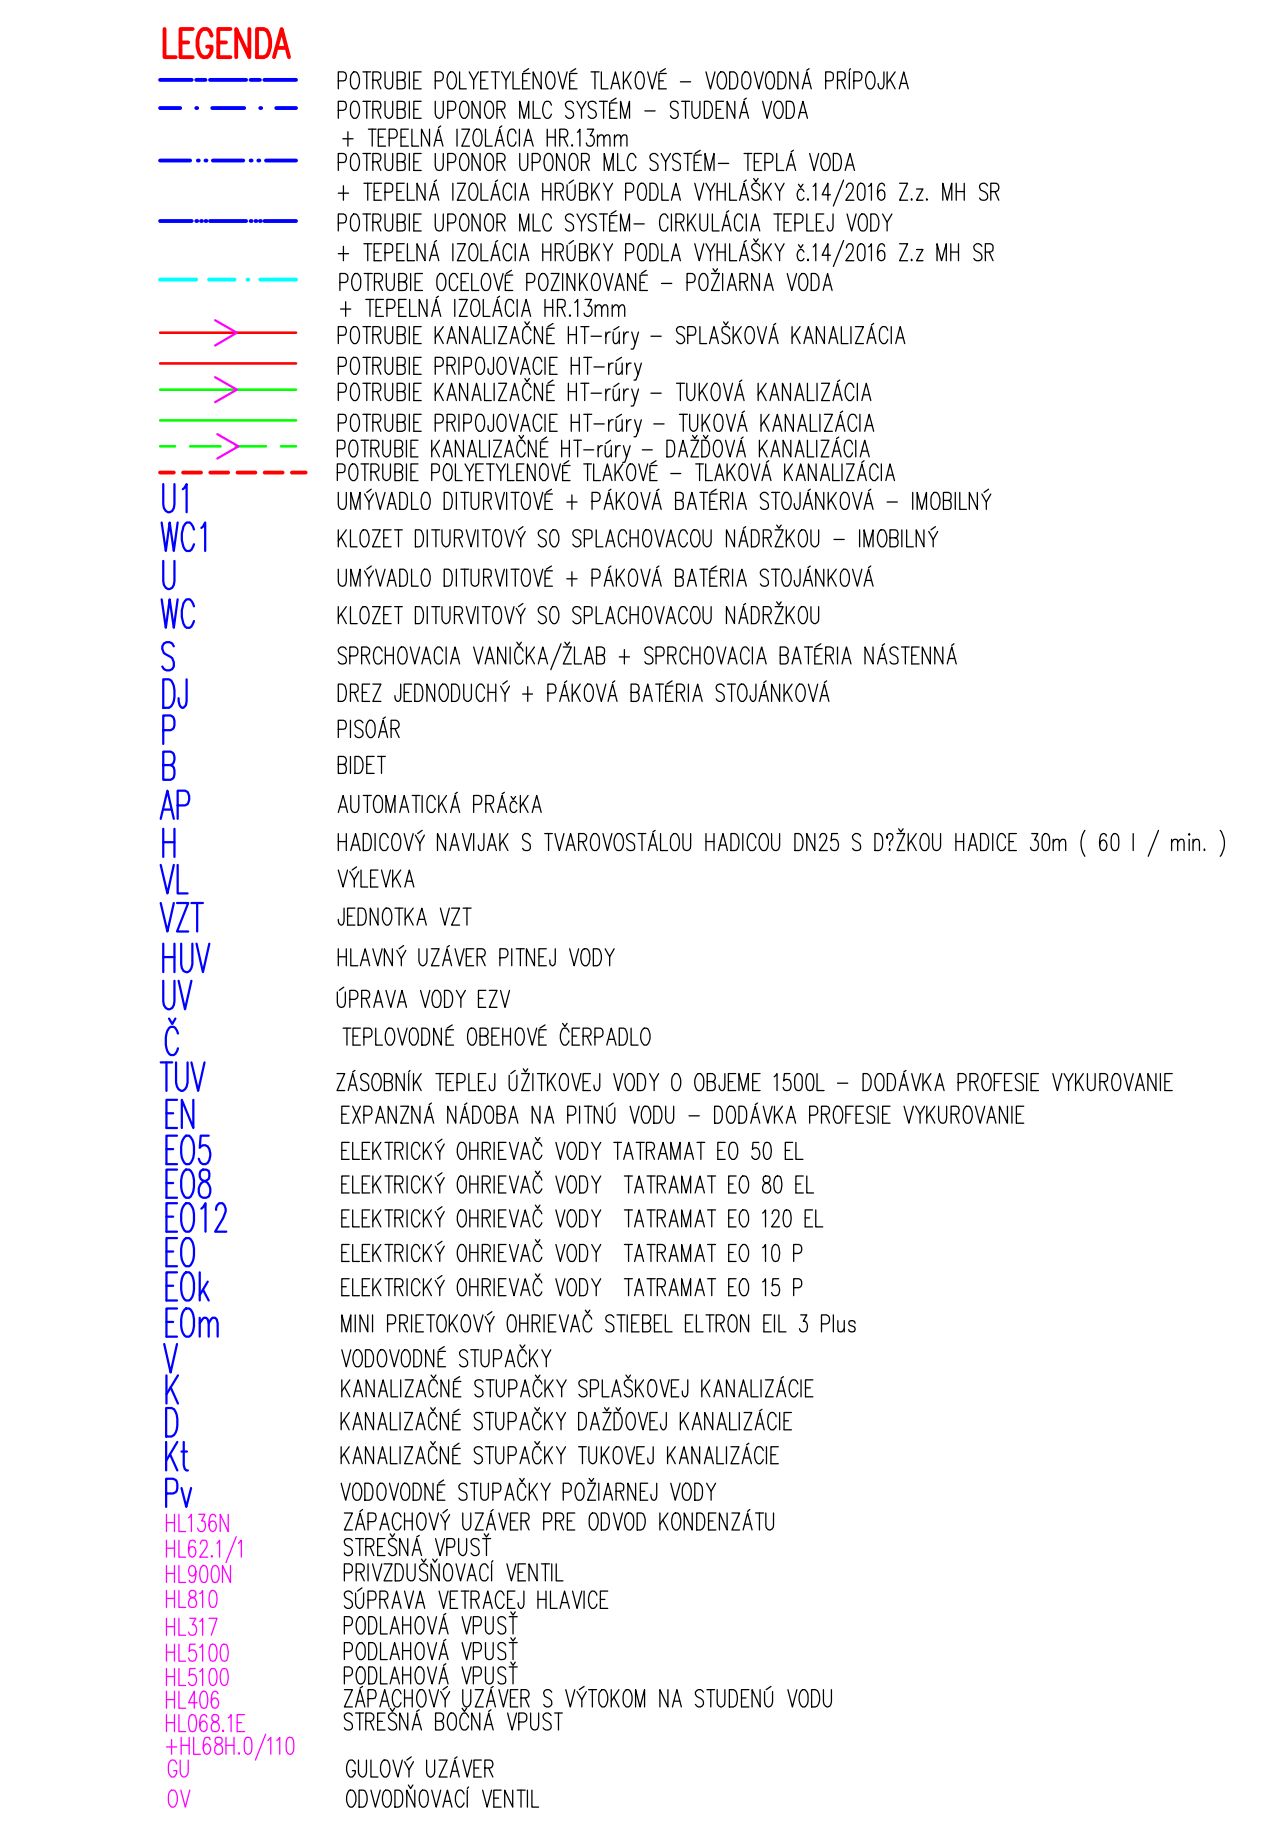 LEGENDA
POTRUBIE POLYETYLÉNOVÉ TLAKOVÉ – VODOVODNÁ PRÍPOJKA
POTRUBIE UPONOR MLC SYSTÉM – STUDENÁ VODA
+ TEPELNÁ IZOLÁCIA HR.13mm
POTRUBIE UPONOR UPONOR MLC SYSTÉM– TEPLÁ VODA
+ TEPELNÁ IZOLÁCIA HRÚBKY PODLA VYHLÁŠKY č.14/2016 Z.z. MH SR
POTRUBIE UPONOR MLC SYSTÉM– CIRKULÁCIA TEPLEJ VODY
+ TEPELNÁ IZOLÁCIA HRÚBKY PODLA VYHLÁŠKY č.14/2016 Z.z MH SR
POTRUBIE OCELOVÉ POZINKOVANÉ – POŽIARNA VODA
+ TEPELNÁ IZOLÁCIA HR.13mm
POTRUBIE KANALIZAČNÉ HT–rúry – SPLAŠKOVÁ KANALIZÁCIA
POTRUBIE PRIPOJOVACIE HT–rúry
POTRUBIE KANALIZAČNÉ HT–rúry – TUKOVÁ KANALIZÁCIA
POTRUBIE PRIPOJOVACIE HT–rúry – TUKOVÁ KANALIZÁCIA
POTRUBIE KANALIZAČNÉ HT–rúry – DAŽĎOVÁ KANALIZÁCIA
POTRUBIE POLYETYLENOVÉ TLAKOVÉ – TLAKOVÁ KANALIZÁCIA
U1 UMÝVADLO DITURVITOVÉ + PÁKOVÁ BATÉRIA STOJÁNKOVÁ – IMOBILNÝ
WC1 KLOZET DITURVITOVÝ SO SPLACHOVACOU NÁDRŽKOU – IMOBILNÝ
U UMÝVADLO DITURVITOVÉ + PÁKOVÁ BATÉRIA STOJÁNKOVÁ
WC KLOZET DITURVITOVÝ SO SPLACHOVACOU NÁDRŽKOU
S SPRCHOVACIA VANIČKA/ŽLAB + SPRCHOVACIA BATÉRIA NÁSTENNÁ
DJ DREZ JEDNODUCHÝ + PÁKOVÁ BATÉRIA STOJÁNKOVÁ
P PISOÁR
B BIDET
AP AUTOMATICKÁ PRÁčKA
H HADICOVÝ NAVIJAK S TVAROVOSTÁLOU HADICOU DN25 S D?ŽKOU HADICE 30m ( 60 l / min. )
VL VÝLEVKA
VZT JEDNOTKA VZT
HUV HLAVNÝ UZÁVER PITNEJ VODY
UV ÚPRAVA VODY EZV
Č TEPLOVODNÉ OBEHOVÉ ČERPADLO
TUV ZÁSOBNÍK TEPLEJ ÚŽITKOVEJ VODY O OBJEME 1500L – DODÁVKA PROFESIE VYKUROVANIE
EN EXPANZNÁ NÁDOBA NA PITNÚ VODU – DODÁVKA PROFESIE VYKUROVANIE
EO5 ELEKTRICKÝ OHRIEVAČ VODY TATRAMAT EO 50 EL
EO8 ELEKTRICKÝ OHRIEVAČ VODY TATRAMAT EO 80 EL
EO12 ELEKTRICKÝ OHRIEVAČ VODY TATRAMAT EO 120 EL
EO ELEKTRICKÝ OHRIEVAČ VODY TATRAMAT EO 10 P
EOk ELEKTRICKÝ OHRIEVAČ VODY TATRAMAT EO 15 P
EOm MINI PRIETOKOVÝ OHRIEVAČ STIEBEL ELTRON EIL 3 Plus
V VODOVODNÉ STUPAČKY
K KANALIZAČNÉ STUPAČKY SPLAŠKOVEJ KANALIZÁCIE
D KANALIZAČNÉ STUPAČKY DAŽĎOVEJ KANALIZÁCIE
Kt KANALIZAČNÉ STUPAČKY TUKOVEJ KANALIZÁCIE
Pv VODOVODNÉ STUPAČKY POŽIARNEJ VODY
HL136N ZÁPACHOVÝ UZÁVER PRE ODVOD KONDENZÁTU
HL62.1/1 STREŠNÁ VPUSŤ
HL900N PRIVZDUŠŇOVACÍ VENTIL
HL810 SÚPRAVA VETRACEJ HLAVICE
HL317 PODLAHOVÁ VPUSŤ
HL5100 PODLAHOVÁ VPUSŤ
HL5100 PODLAHOVÁ VPUSŤ
HL406 ZÁPACHOVÝ UZÁVER S VÝTOKOM NA STUDENÚ VODU
HL068.1E STREŠNÁ BOČNÁ VPUST
+HL68H.0/110
GU GULOVÝ UZÁVER
OV ODVODŇOVACÍ VENTIL